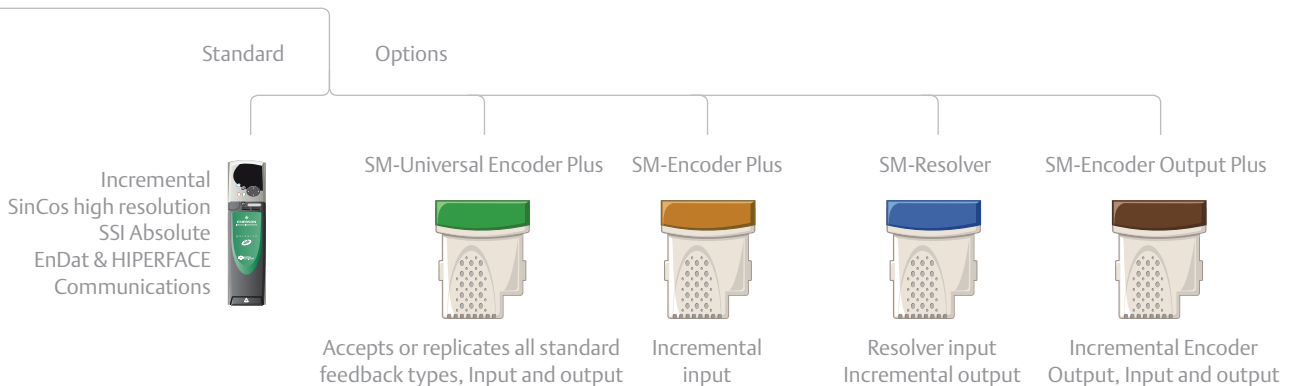 Standard
Options
Incremental
SinCos high resolution
SSI Absolute
EnDat & HIPERFACE
Communications
SM-Universal Encoder Plus
Accepts or replicates all standard
feedback types, Input and output
SM-Encoder Plus
Incremental
input
SM-Resolver
Resolver input
Incremental output
SM-Encoder Output Plus
Incremental Encoder
Output, Input and output